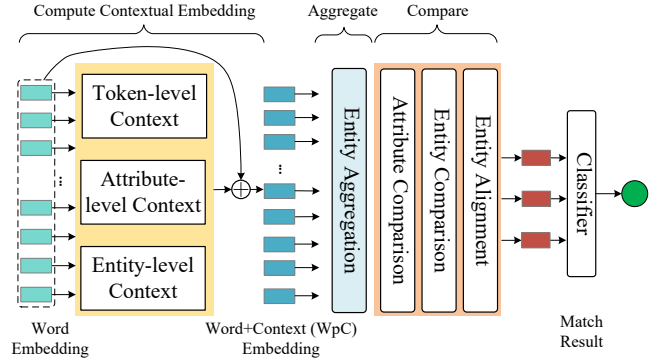 Compute Contextual Embedding
Aggregate
Compare
Token-level
Context
Attribute-
level Context
Entity-level
Context
Entity Aggregation
Attribute Comparison
Entity Comparison
Entity Alignment
Classifier
Word
Embedding
Word+Context (WpC)
Embedding
Match
Result